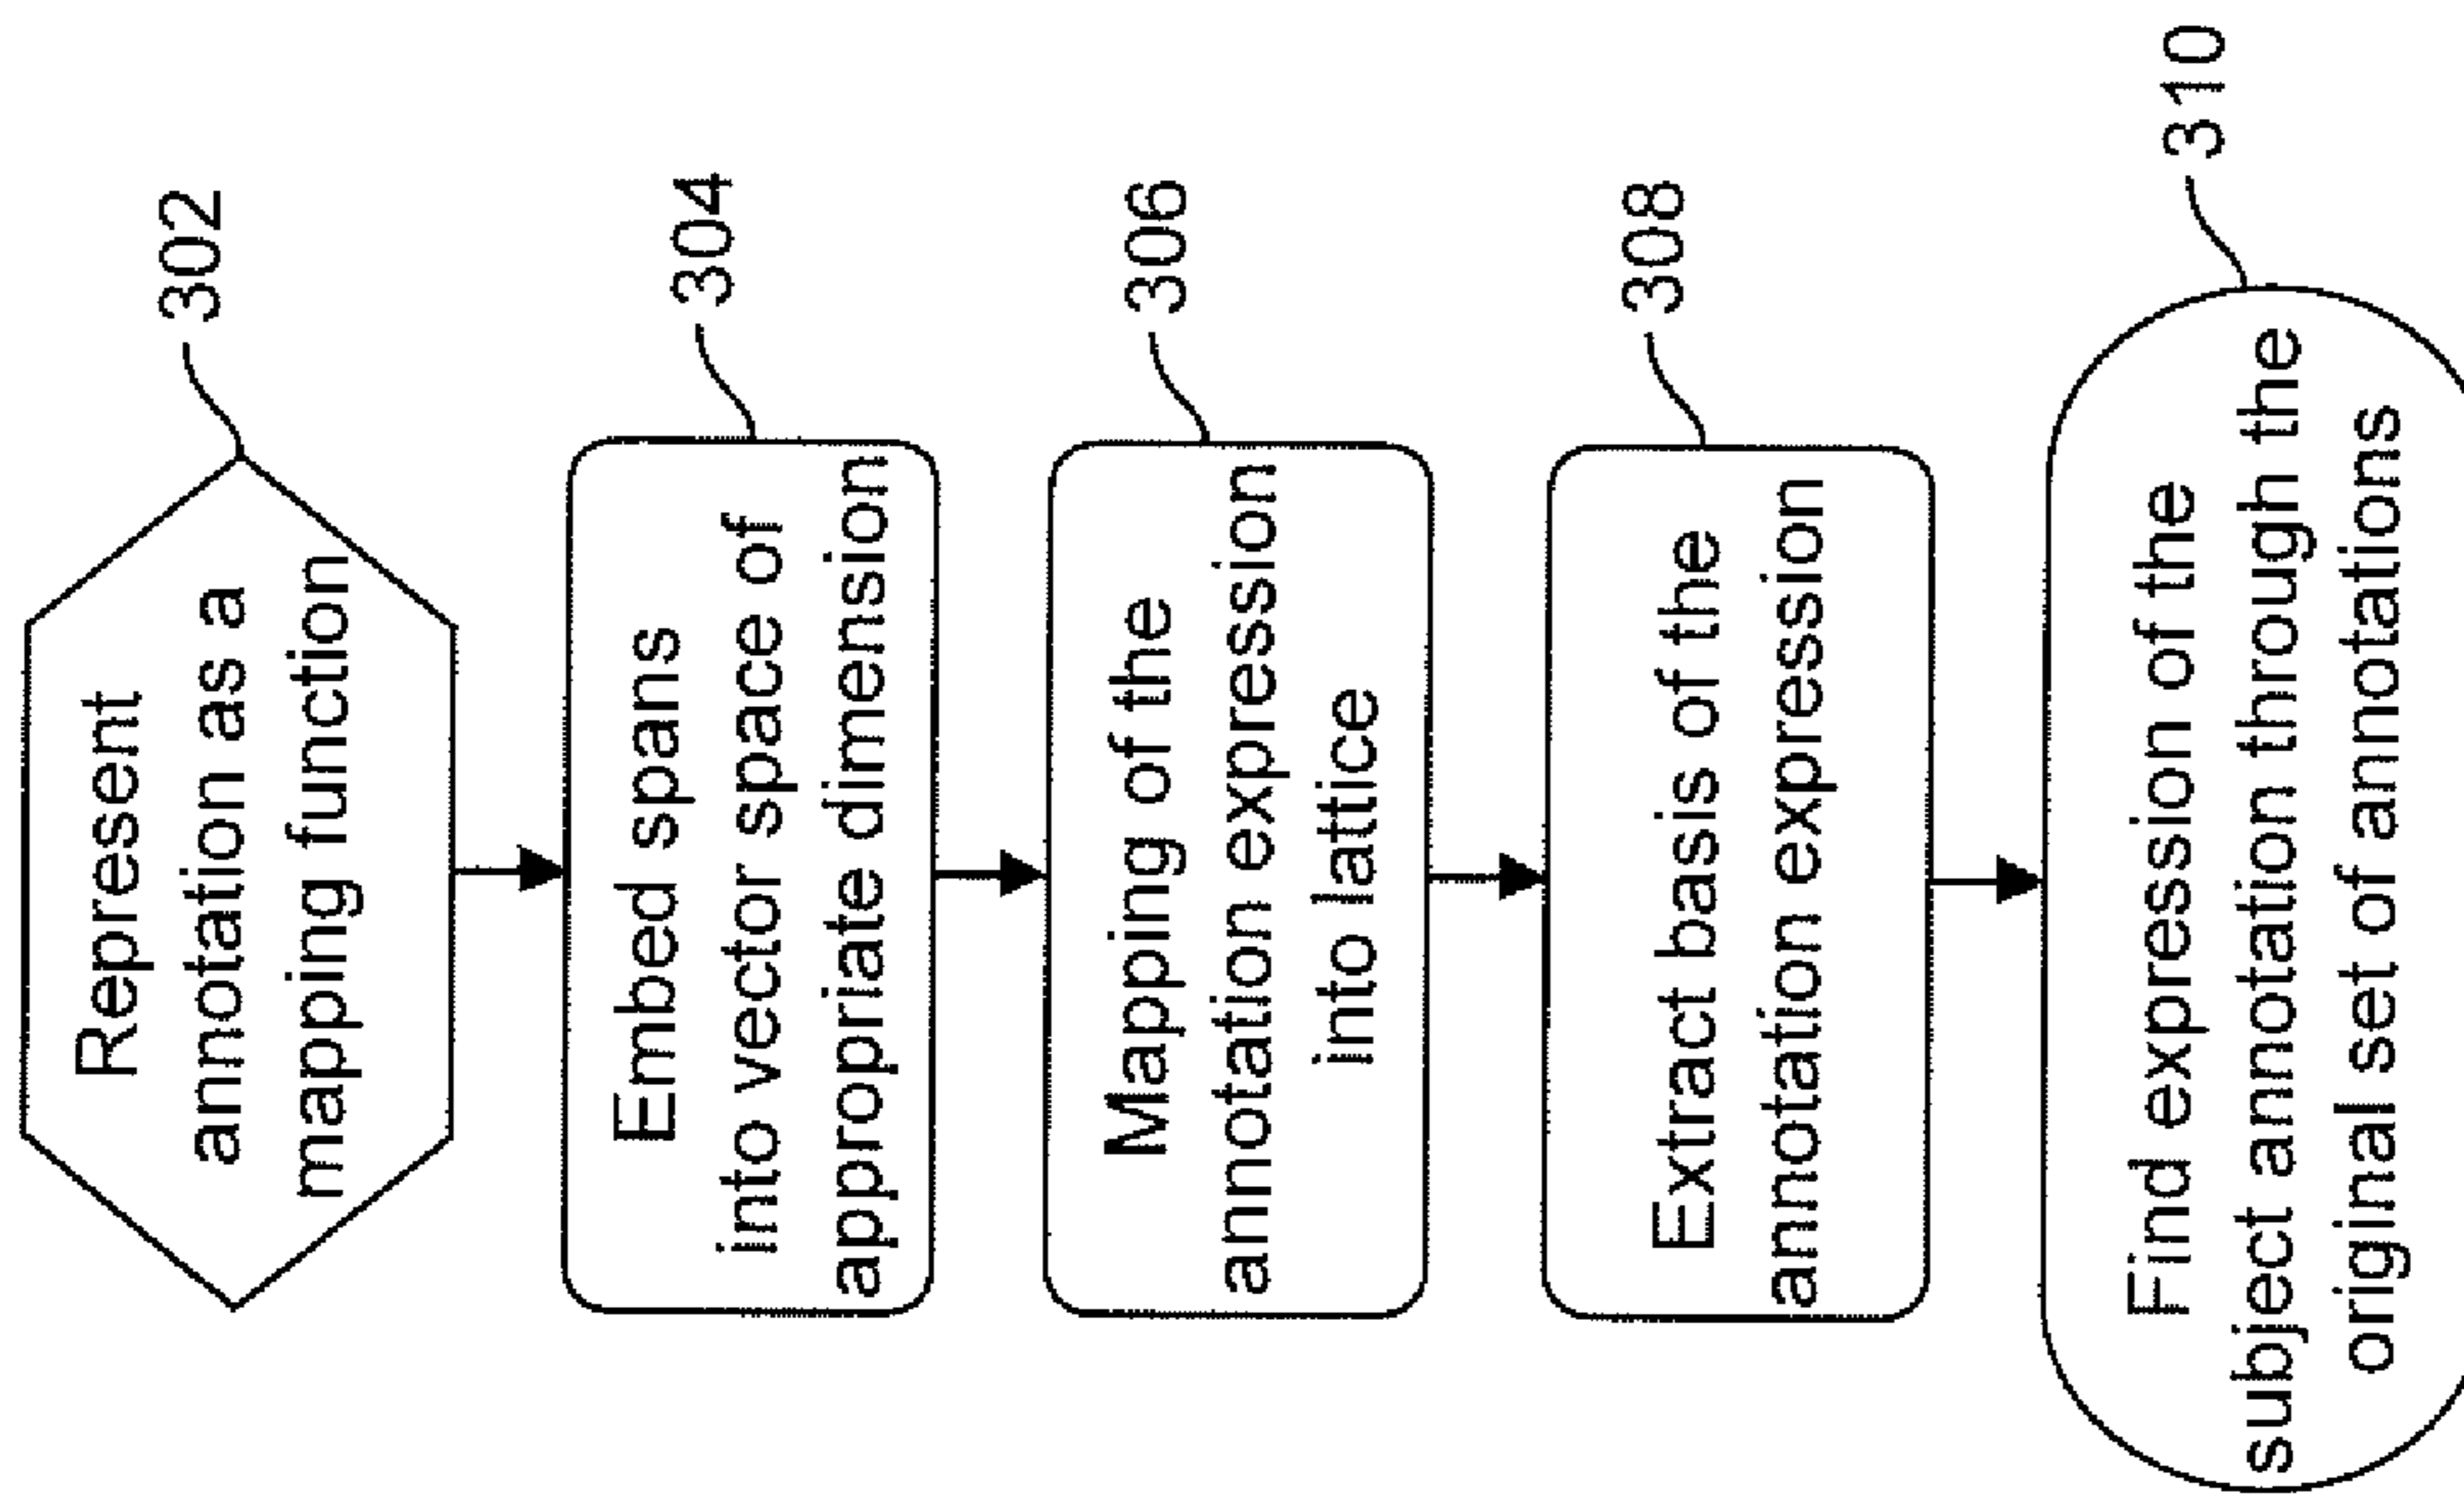 Represent
annotation as a
mapping function
302
Embed spans
into vector space of
appropriate dimension
304
Mapping of the
annotation expression
into lattice
306
Extract basis of the
annotation expression
308
Find expression of the
subject annotation through the
original set of annotations
310